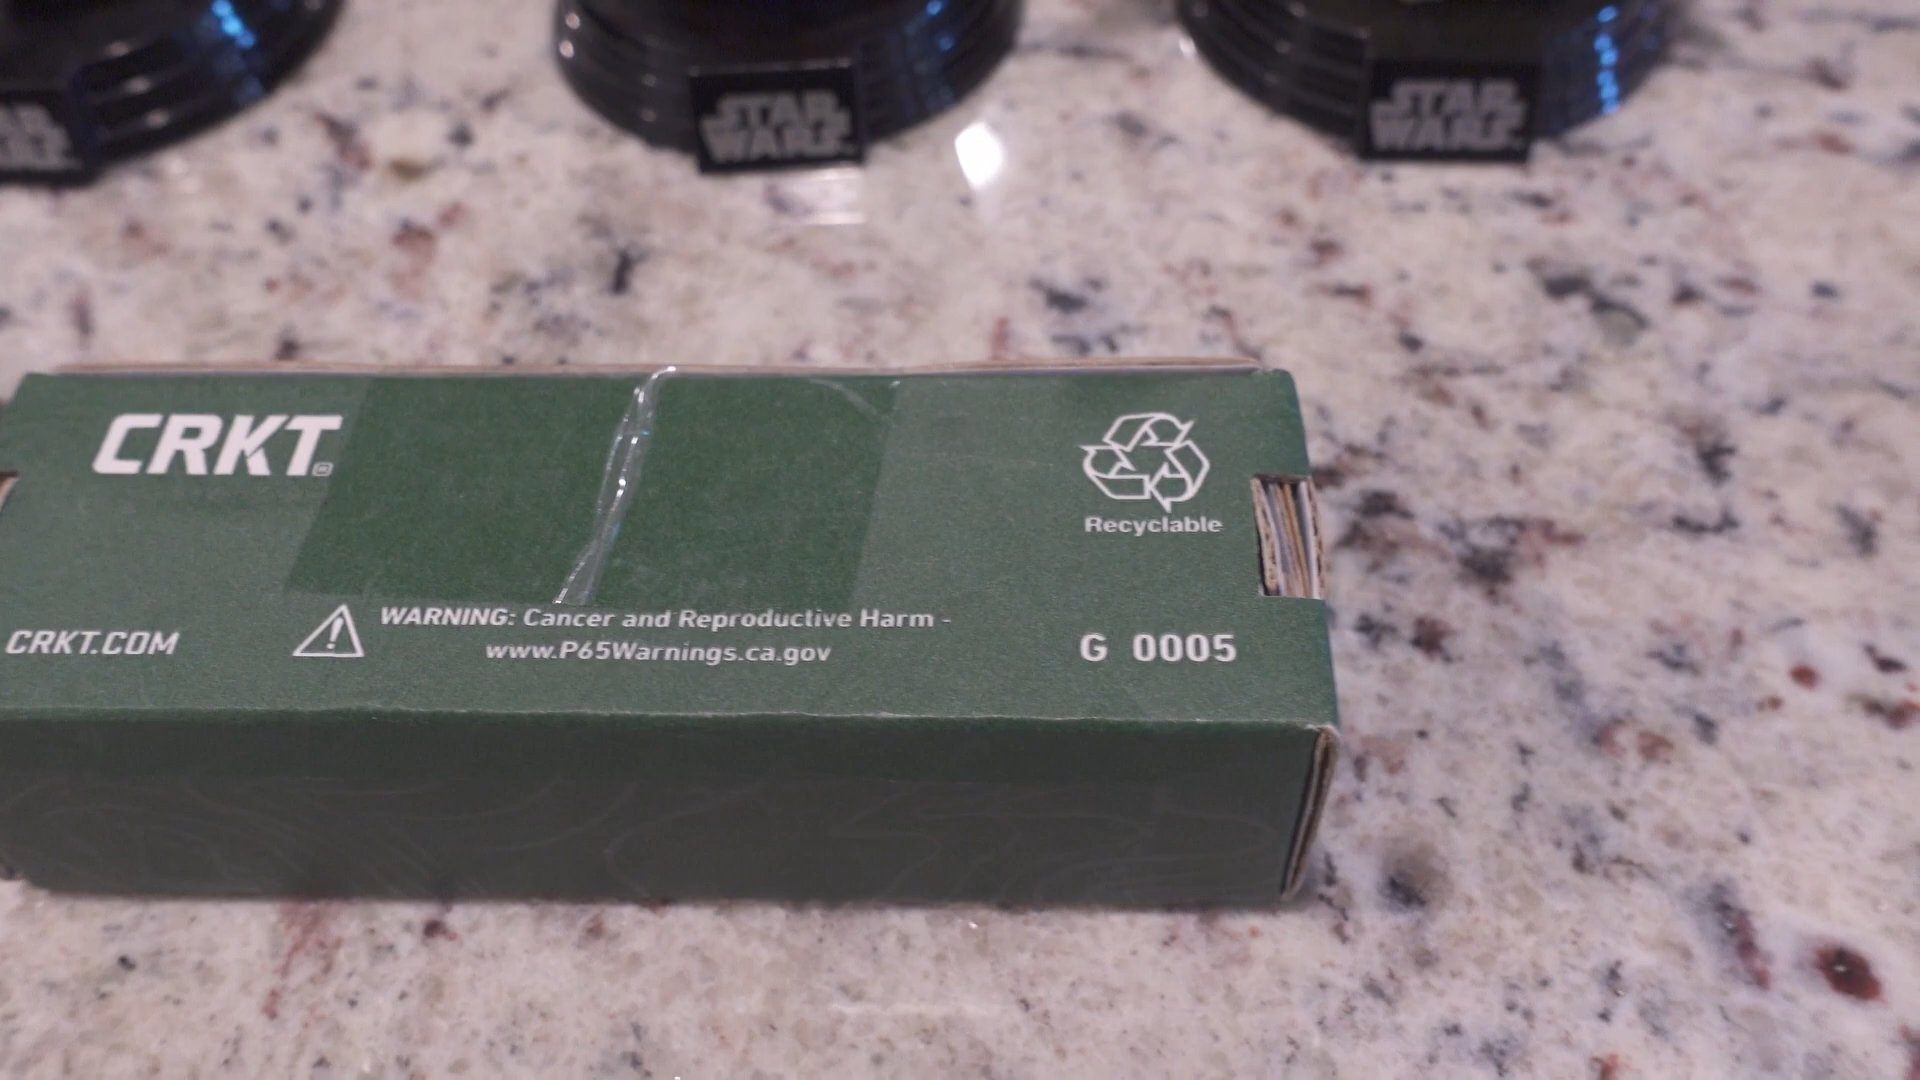 STAR
WARS
STAR
WARS
CRKT®
Recyclable
WARNING: Cancer and Reproductive Harm -
www.P65Warnings.ca.gov
CRKT.COM
G 0005